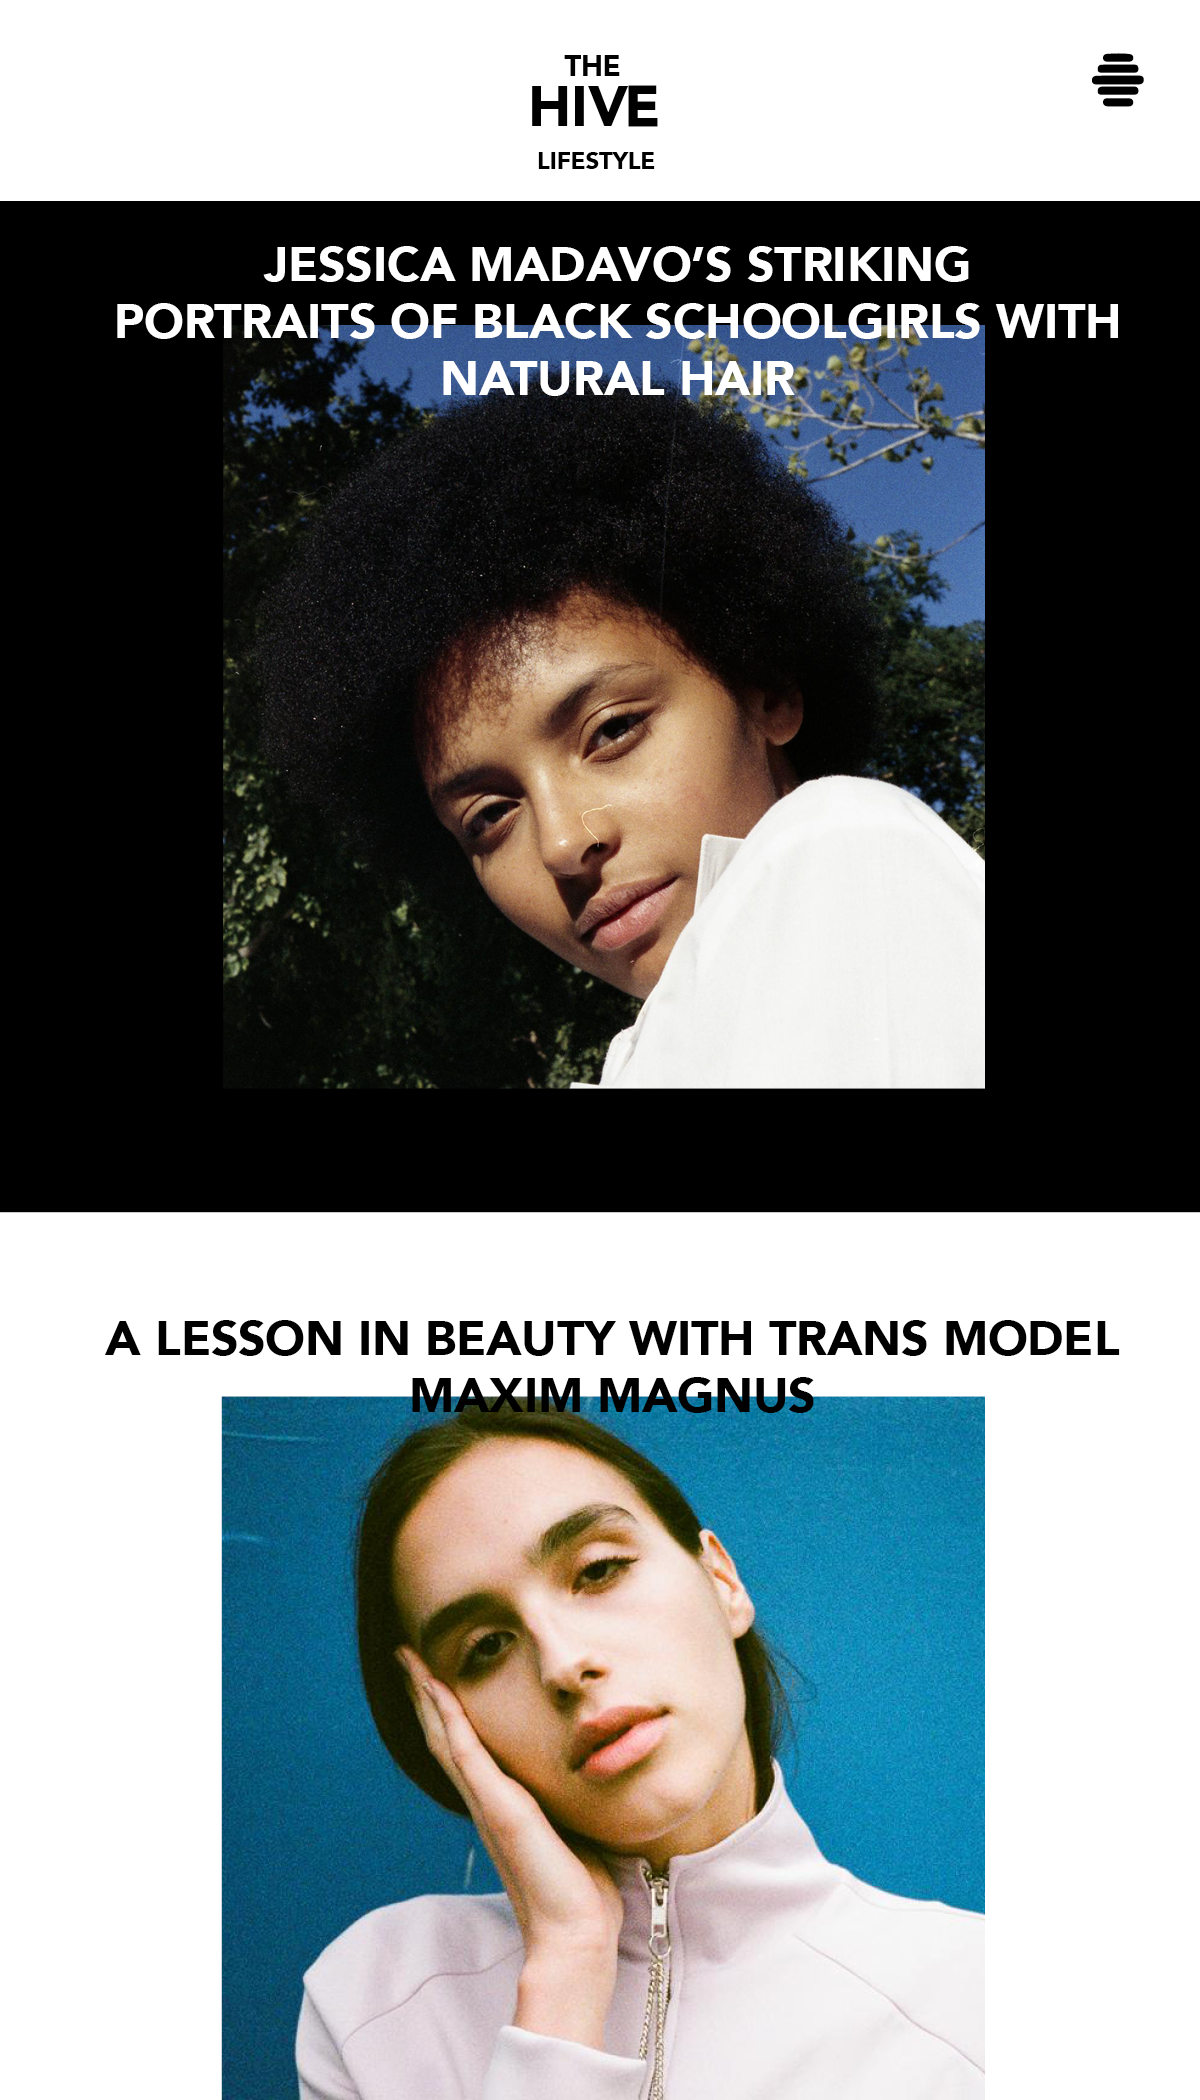 THE
HIVE
LIFESTYLE
JESSICA MADAVO’S STRIKING
PORTRAITS OF BLACK SCHOOLGIRLS WITH
NATURAL HAIR
A LESSON IN BEAUTY WITH TRANS MODEL
MAXIM MAGNUS